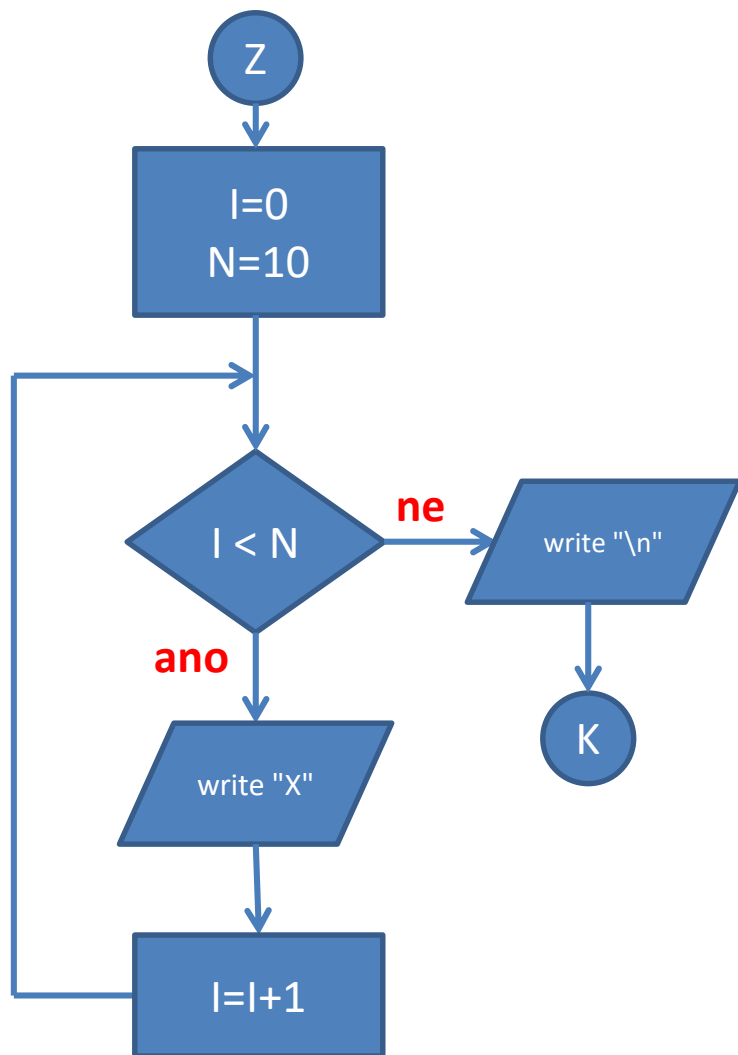 Z
I=0
N=10
I < N
ne
write "\n"
ano
K
write "X"
I=I+1